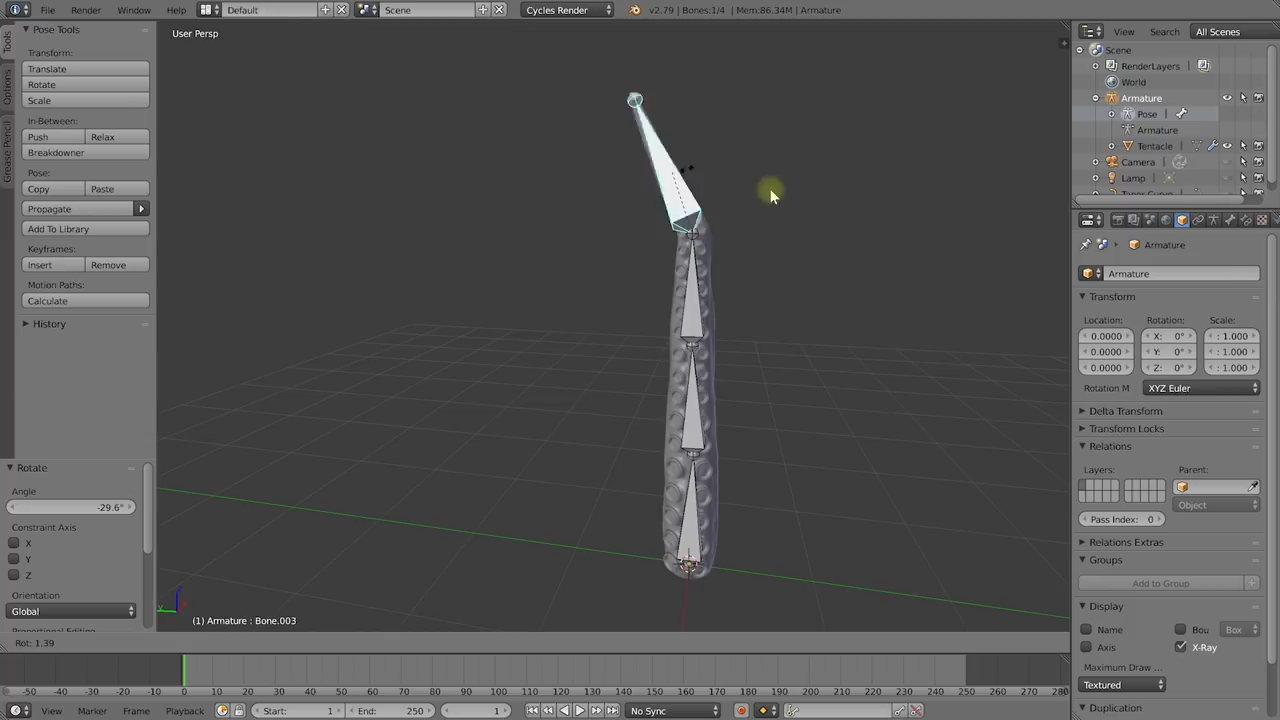 File Render Window Help Default Scene Cycles Render v2.79 | Bones:1/4 | Mem:86.34M | Armature
User Persp
Tools
Options
Grease Pencil
Pose Tools
Transform:
Translate
Rotate
Scale
In-Between:
Push Relax
Breakdowner
Pose:
Copy Paste
Propagate
Add To Library
Keyframes:
Insert Remove
Motion Paths:
Calculate
History
Rotate
Angle
-29.6°
Constraint Axis
X
Y
Z
Orientation
Global
(1) Armature : Bone.003
Rot: 1.39
View Search All Scenes
Scene
RenderLayers
World
Armature
Pose
Armature
Tentacle
Camera
Lamp
Armature
Armature
Transform
Location: Rotation: Scale:
0.0000 X: 0° : 1.000
0.0000 Y: 0° : 1.000
0.0000 Z: 0° : 1.000
Rotation M XYZ Euler
Delta Transform
Transform Locks
Relations
Layers: Parent:
Object
Pass Index: 0
Relations Extras
Groups
Add to Group
Display
Name Bou Box
Axis X-Ray
Maximum Draw ...
Textured
Duplication
-50 -40 -30 -20 -10 0 10 20 30 40 50 60 70 80 90 100 110 120 130 140 150 160 170 180 190 200 210 220 230 240 250 260 270 280
View Marker Frame Playback Start: 1 End: 250 1 No Sync